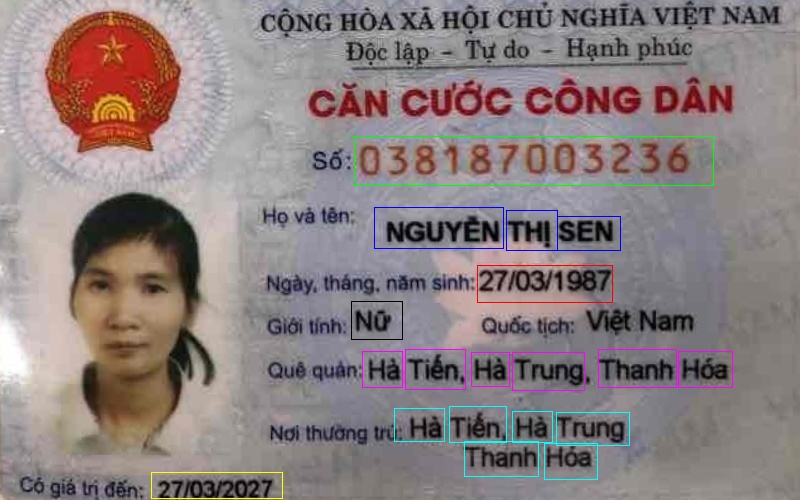 CỘNG HÒA XÃ HỘI CHỦ NGHĨA VIỆT NAM
Độc lập - Tự do - Hạnh phúc
CĂN CƯỚC CÔNG DÂN
Số: 038187003236
Họ và tên: NGUYỄN THỊ SEN
Ngày, tháng, năm sinh: 27/03/1987
Giới tính: Nữ Quốc tịch: Việt Nam
Quê quán: Hà Tiến, Hà Trung, Thanh Hóa
Nơi thường trú: Hà Tiến, Hà Trung
Thanh Hóa
Có giá trị đến: 27/03/2027